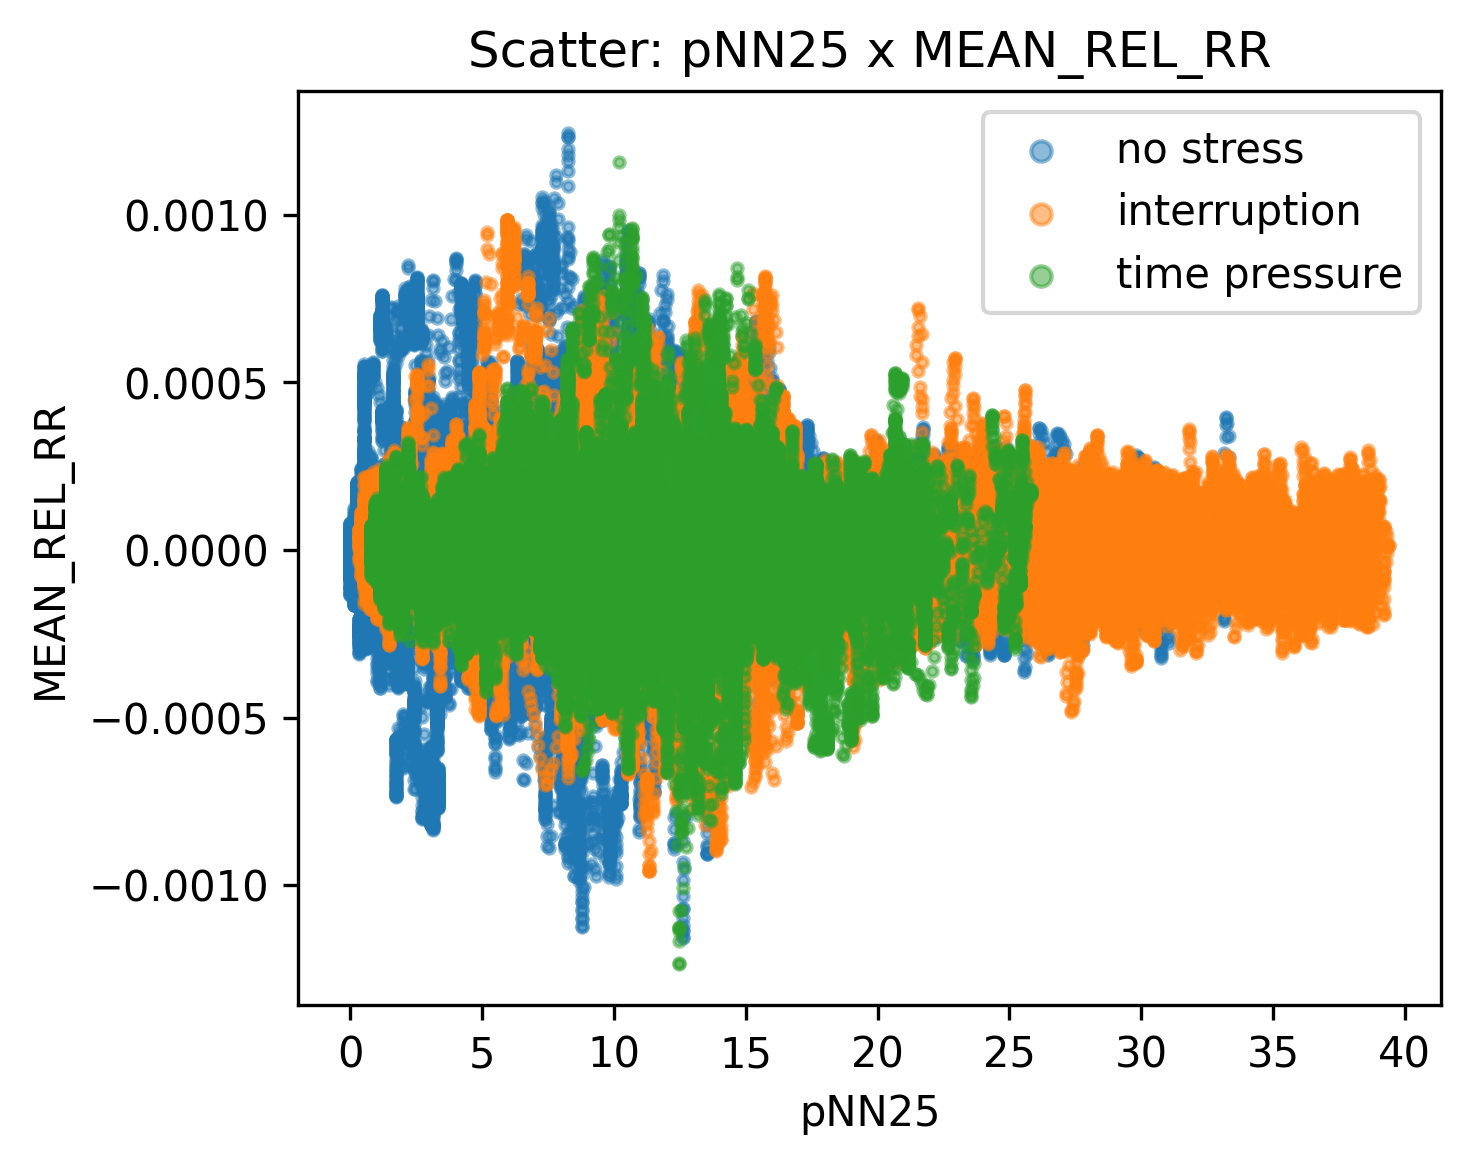 Scatter: pNN25 x MEAN_REL_RR
no stress
interruption
time pressure
MEAN_REL_RR
0.0010
0.0005
0.0000
−0.0005
−0.0010
0 5 10 15 20 25 30 35 40
pNN25